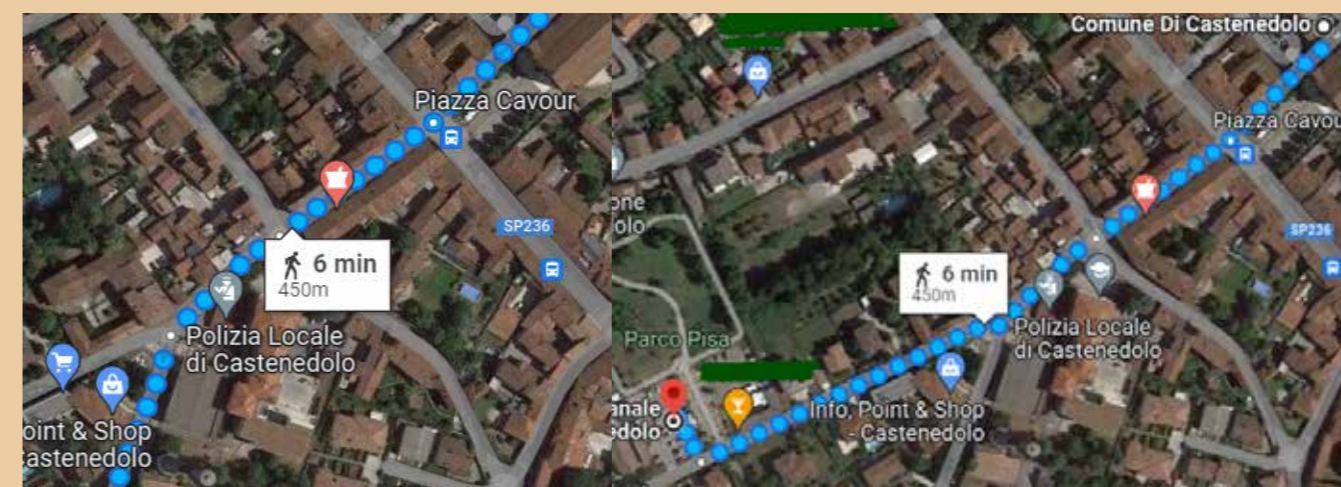 Piazza Cavour
SP236
6 min
450m
Polizia Locale
di Castenedolo
oint & Shop
astenedolo
Comune Di Castenedolo
Piazza Cavou
one
olo
SP236
6 min
450m
Parco Pisa
Polizia Locale
di Castenedolo
anale
edolo
Info, Point & Shop
- Castenedolo